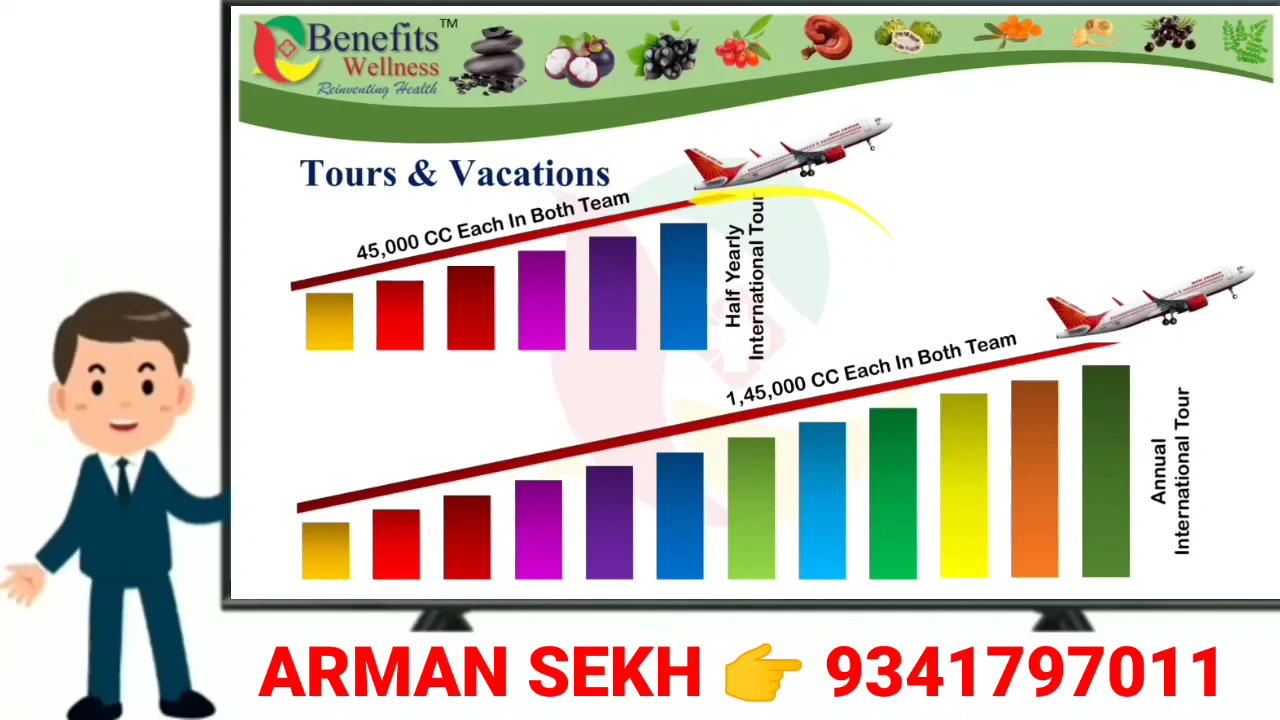 Benefits™
Wellness
Reinventing Health
Tours & Vacations
45,000 CC Each In Both Team
Half Yearly
International Tour
1,45,000 CC Each In Both Team
Annual
International Tour
ARMAN SEKH 👉 9341797011